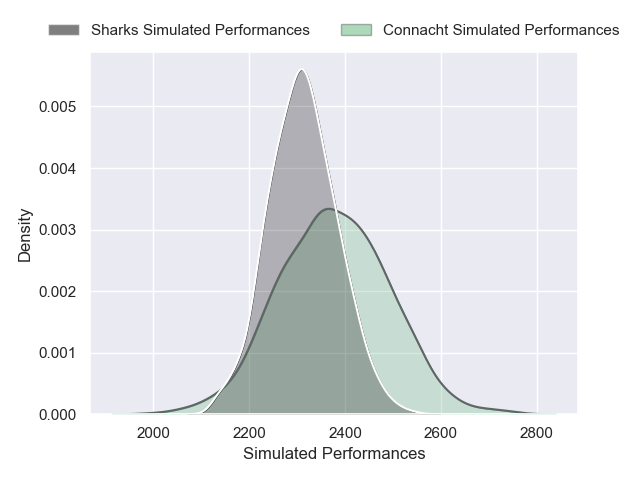 Sharks Simulated Performances
Connacht Simulated Performances
0.005
0.004
0.003
0.002
0.001
0.000
Density
2000
2200
2400
2600
2800
Simulated Performances